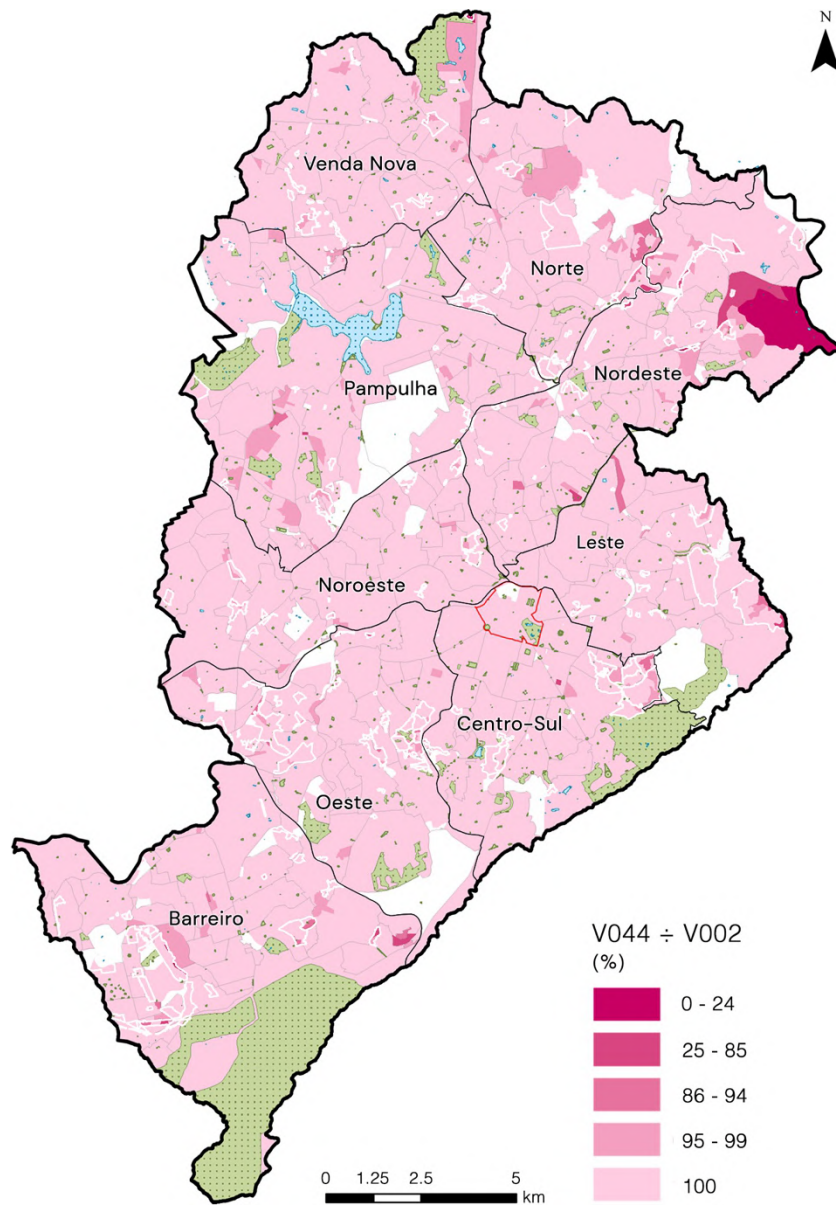 N
Venda Nova
Norte
Nordeste
Pampulha
Leste
Noroeste
Centro-Sul
Oeste
Barreiro
V044 ÷ V002
(%)
0 - 24
25 - 85
86 - 94
95 - 99
100
0 1.25 2.5 5
km